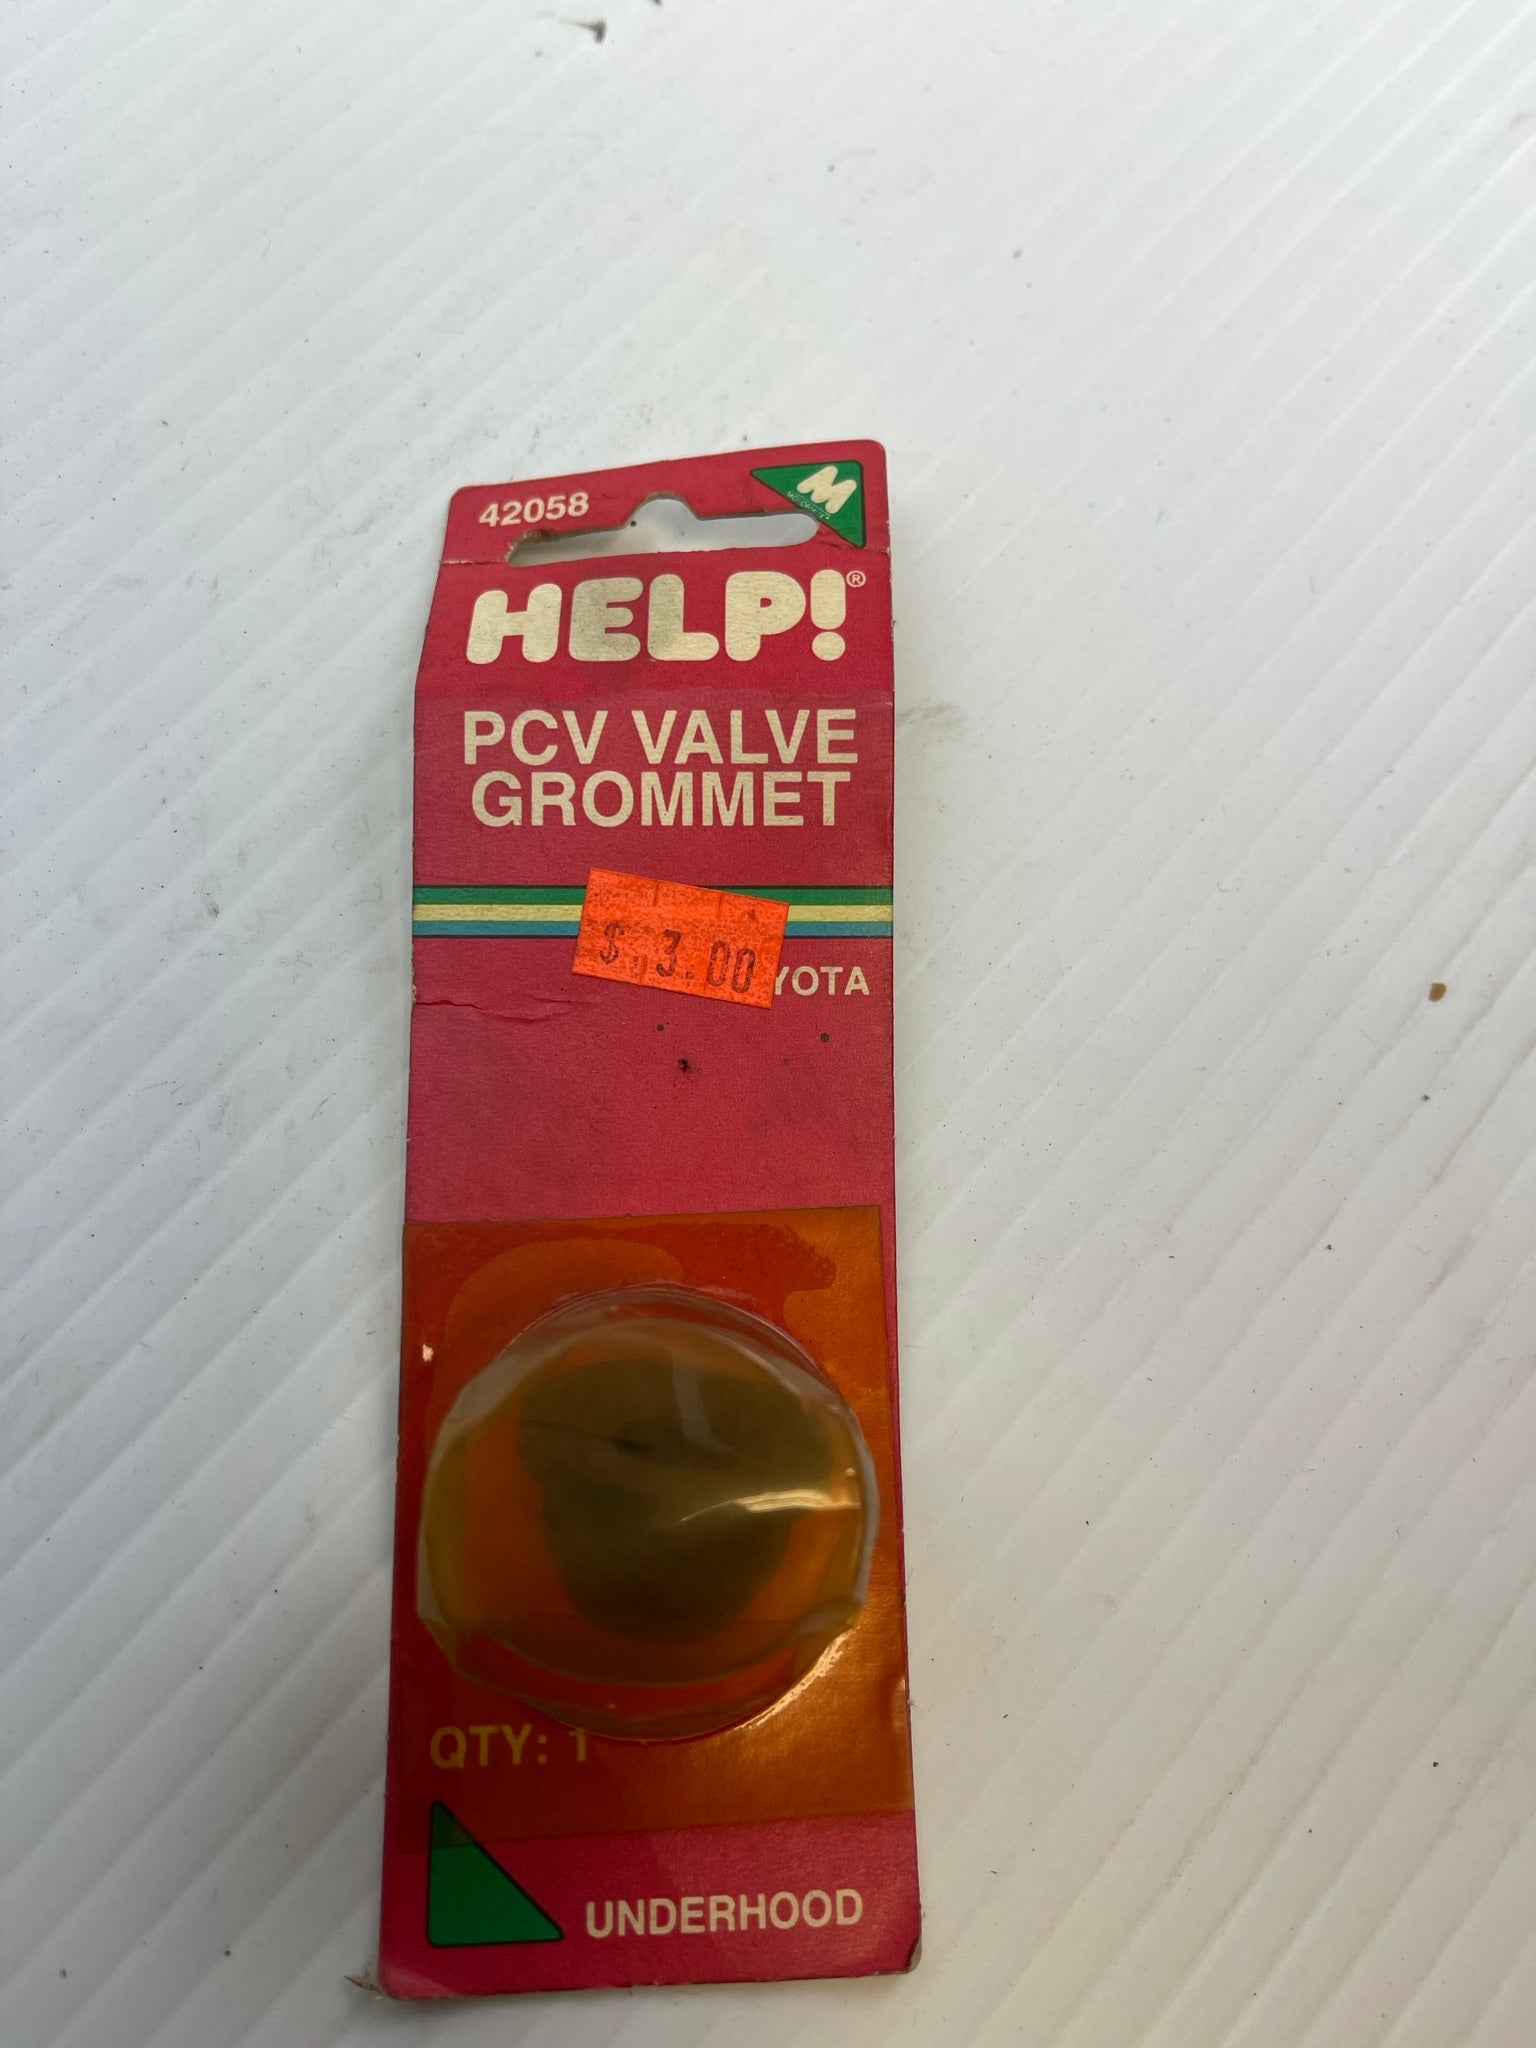 42058
M
HELP!®
PCV VALVE
GROMMET
$.3.00
YOTA
QTY: 1
UNDERHOOD